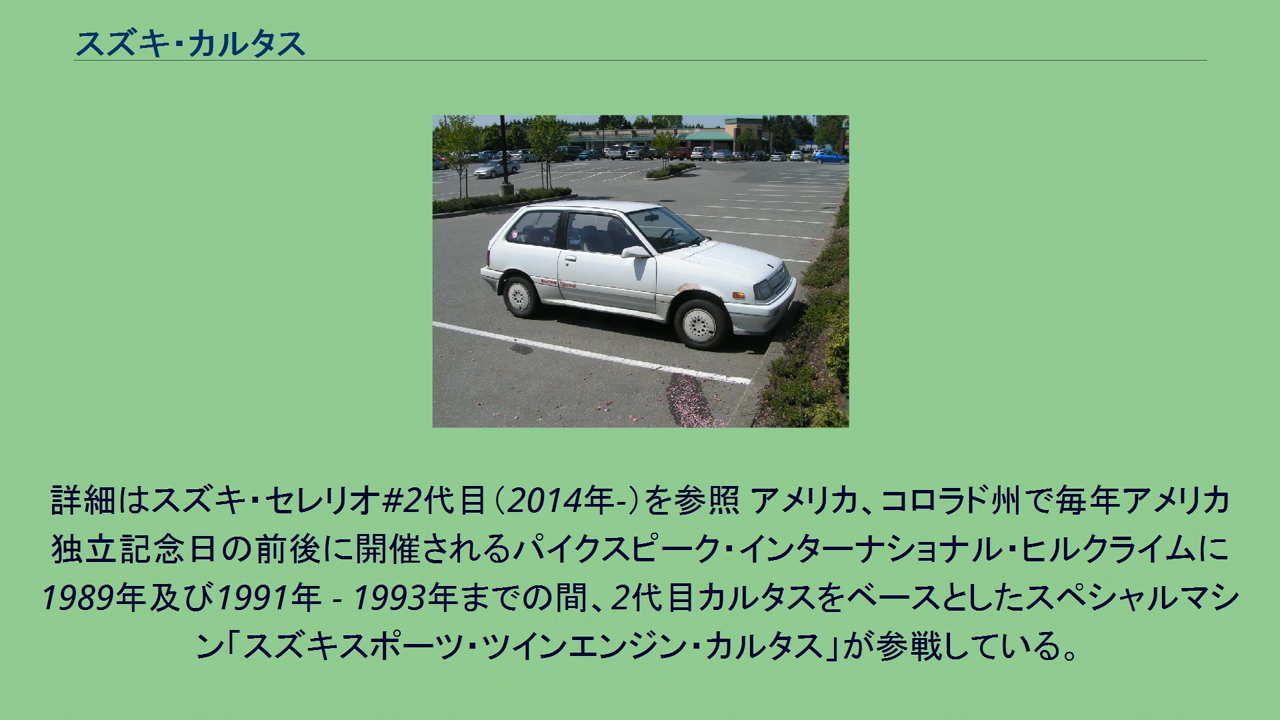 スズキ・カルタス
詳細はスズキ・セレリオ#2代目（2014年-）を参照 アメリカ、コロラド州で毎年アメリカ
独立記念日の前後に開催されるパイクスピーク・インターナショナル・ヒルクライムに
1989年及び1991年 - 1993年までの間、2代目カルタスをベースとしたスペシャルマシ
ン「スズキスポーツ・ツインエンジン・カルタス」が参戦している。